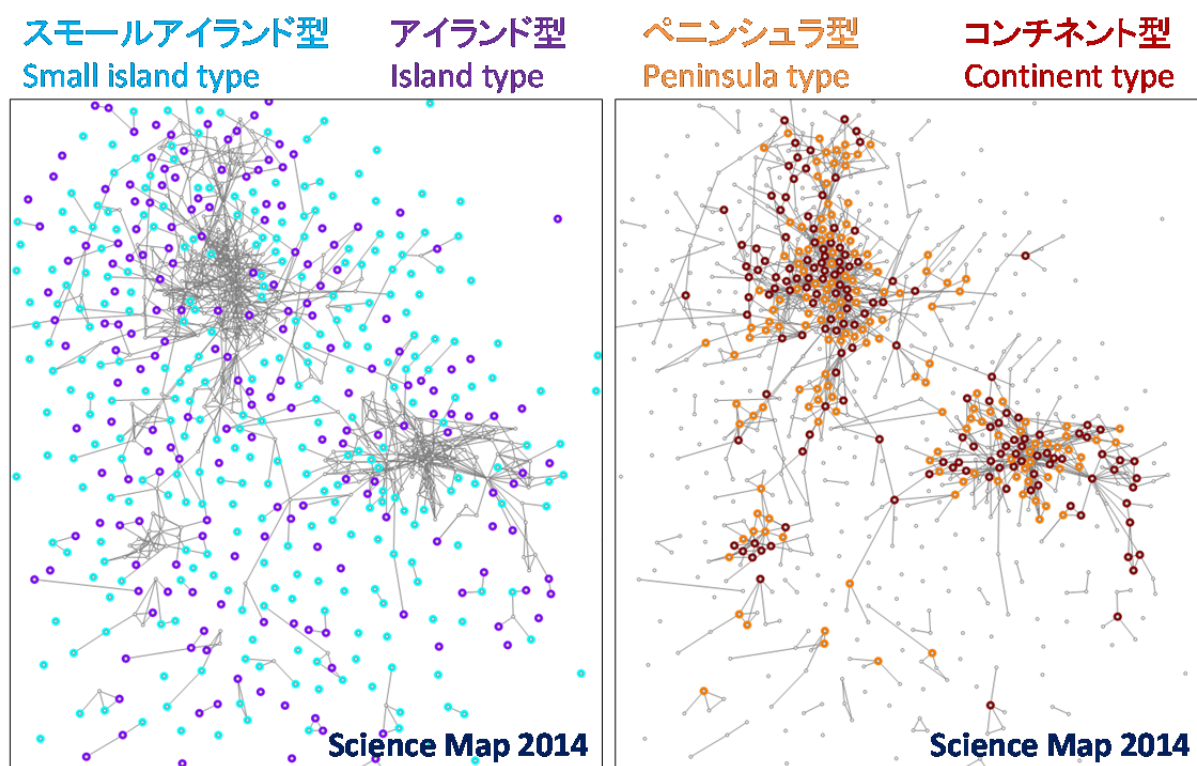 スモールアイランド型
Small island type
アイランド型
Island type
ペニンシュラ型
Peninsula type
コンチネント型
Continent type
Science Map 2014
Science Map 2014